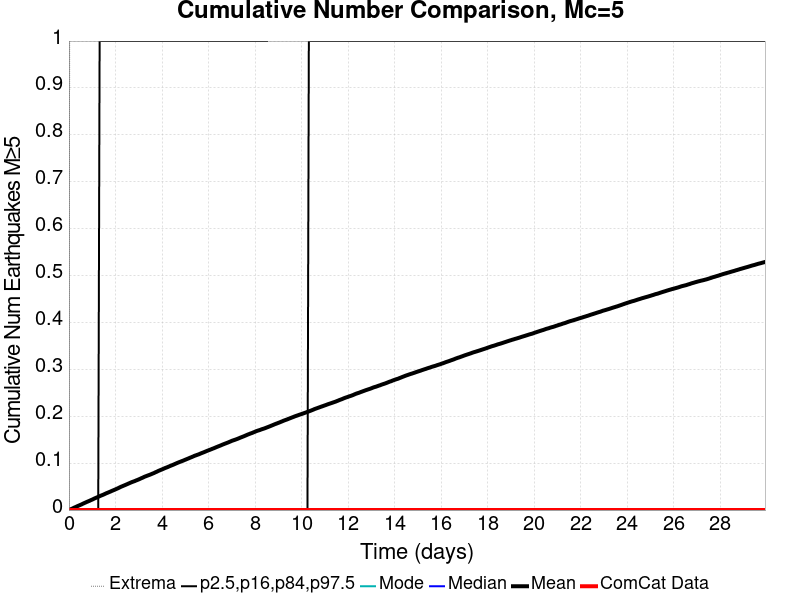 Cumulative Number Comparison, Mc=5
Cumulative Num Earthquakes M≥5
1
0.9
0.8
0.7
0.6
0.5
0.4
0.3
0.2
0.1
0
0 2 4 6 8 10 12 14 16 18 20 22 24 26 28
Time (days)
Extrema p2.5,p16,p84,p97.5 Mode Median Mean ComCat Data